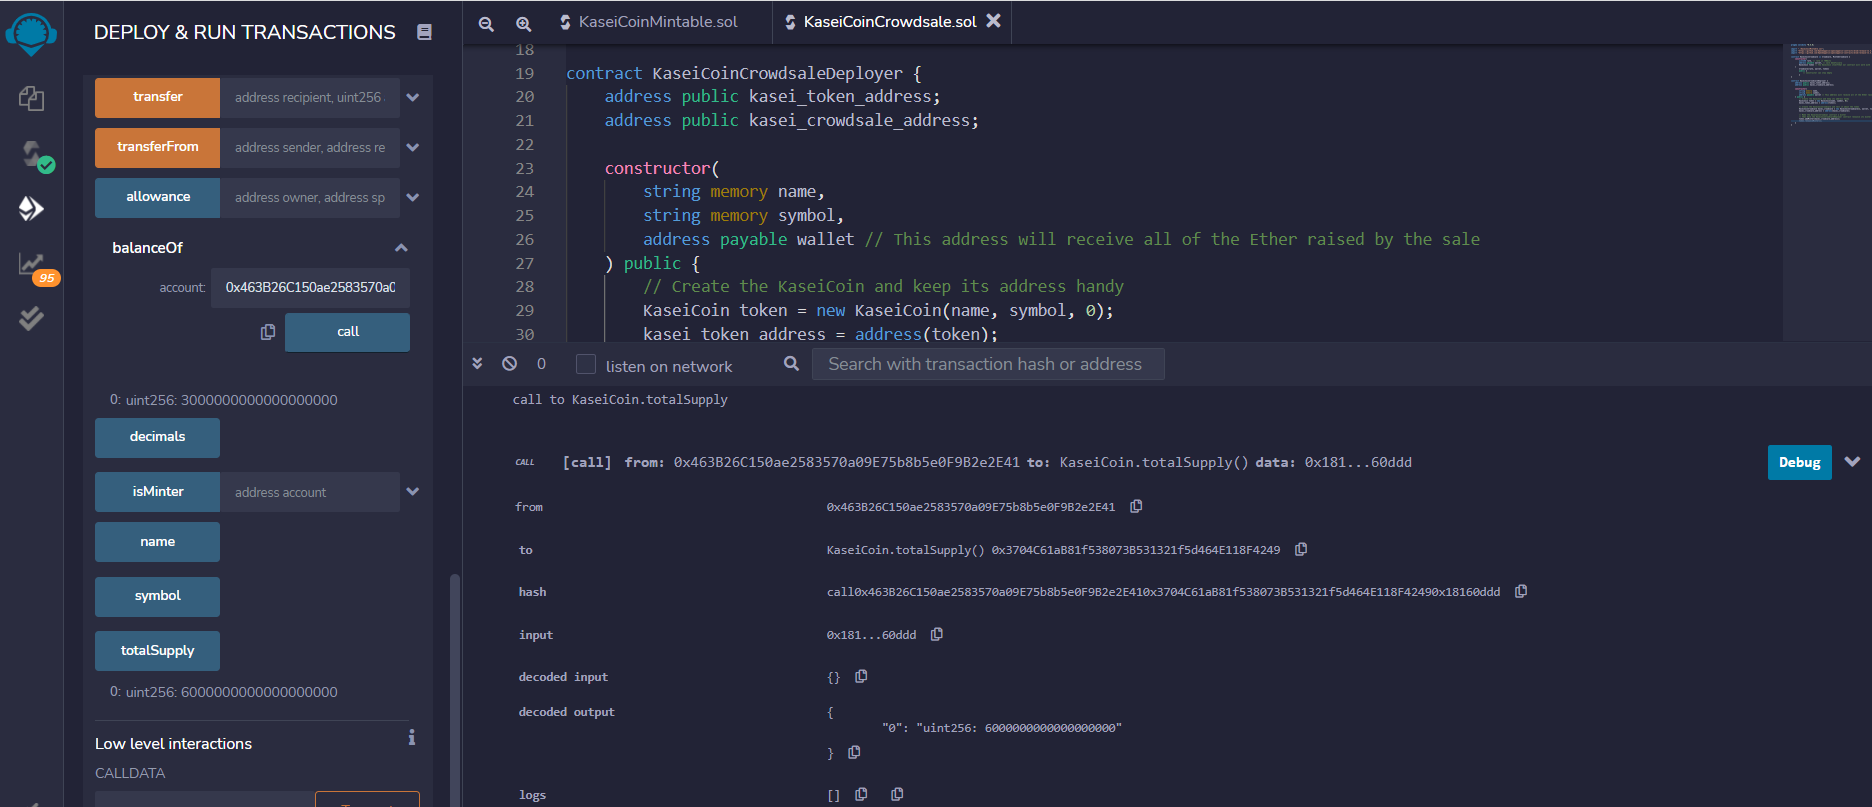 DEPLOY & RUN TRANSACTIONS
transfer
address recipient, uint256
transferFrom
address sender, address re
allowance
address owner, address sp
balanceOf
account:
0x463B26C150ae2583570a0
call
0: uint256: 3000000000000000000
decimals
isMinter
address account
name
symbol
totalSupply
0: uint256: 6000000000000000000
Low level interactions
CALLDATA
95
KaseiCoinMintable.sol
KaseiCoinCrowdsale.sol
18
19 contract KaseiCoinCrowdsaleDeployer {
20 address public kasei_token_address;
21 address public kasei_crowdsale_address;
22
23 constructor(
24 string memory name,
25 string memory symbol,
26 address payable wallet // This address will receive all of the Ether raised by the sale
27 ) public {
28 // Create the KaseiCoin and keep its address handy
29 KaseiCoin token = new KaseiCoin(name, symbol, 0);
30 kasei_token_address = address(token);
0
listen on network
Search with transaction hash or address
call to KaseiCoin.totalSupply
CALL [call] from: 0x463B26C150ae2583570a09E75b8b5e0F9B2e2E41 to: KaseiCoin.totalSupply() data: 0x181...60ddd
Debug
from 0x463B26C150ae2583570a09E75b8b5e0F9B2e2E41
to KaseiCoin.totalSupply() 0x3704C61aB81f538073B531321f5d464E118F4249
hash call0x463B26C150ae2583570a09E75b8b5e0F9B2e2E410x3704C61aB81f538073B531321f5d464E118F42490x18160ddd
input 0x181...60ddd
decoded input {}
decoded output {
"0": "uint256: 6000000000000000000"
}
logs []